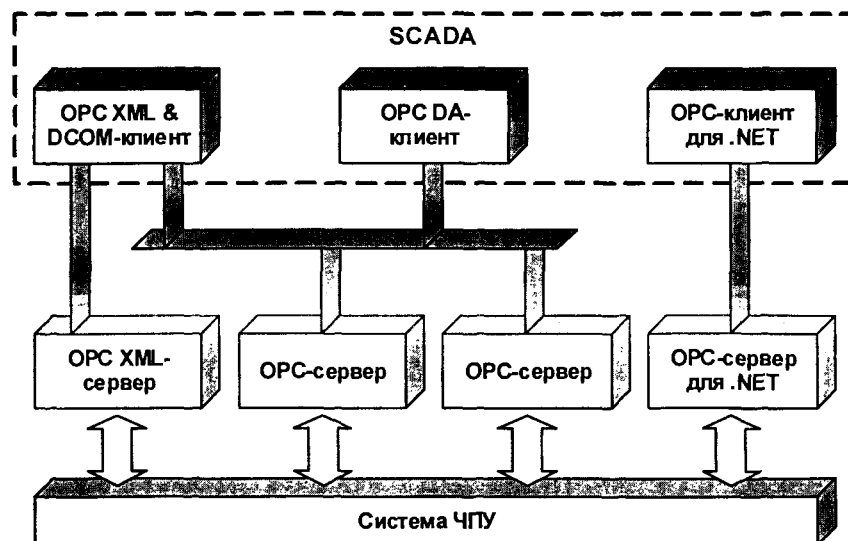 SCADA
OPC XML &
DCOM-клиент
OPC DA-
клиент
OPC-клиент
для .NET
OPC XML-
сервер
OPC-сервер
OPC-сервер
OPC-сервер
для .NET
Система ЧПУ